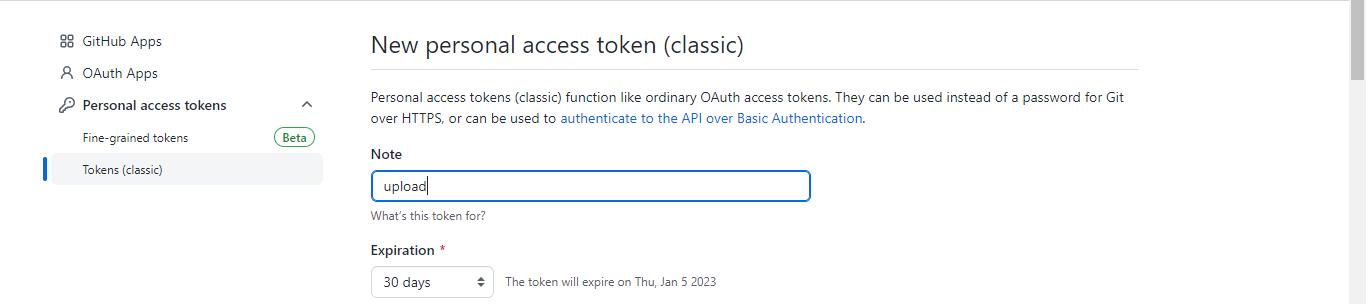 GitHub Apps
OAuth Apps
Personal access tokens
Fine-grained tokens Beta
Tokens (classic)
New personal access token (classic)
Personal access tokens (classic) function like ordinary OAuth access tokens. They can be used instead of a password for Git
over HTTPS, or can be used to authenticate to the API over Basic Authentication.
Note
upload
What's this token for?
Expiration *
30 days The token will expire on Thu, Jan 5 2023